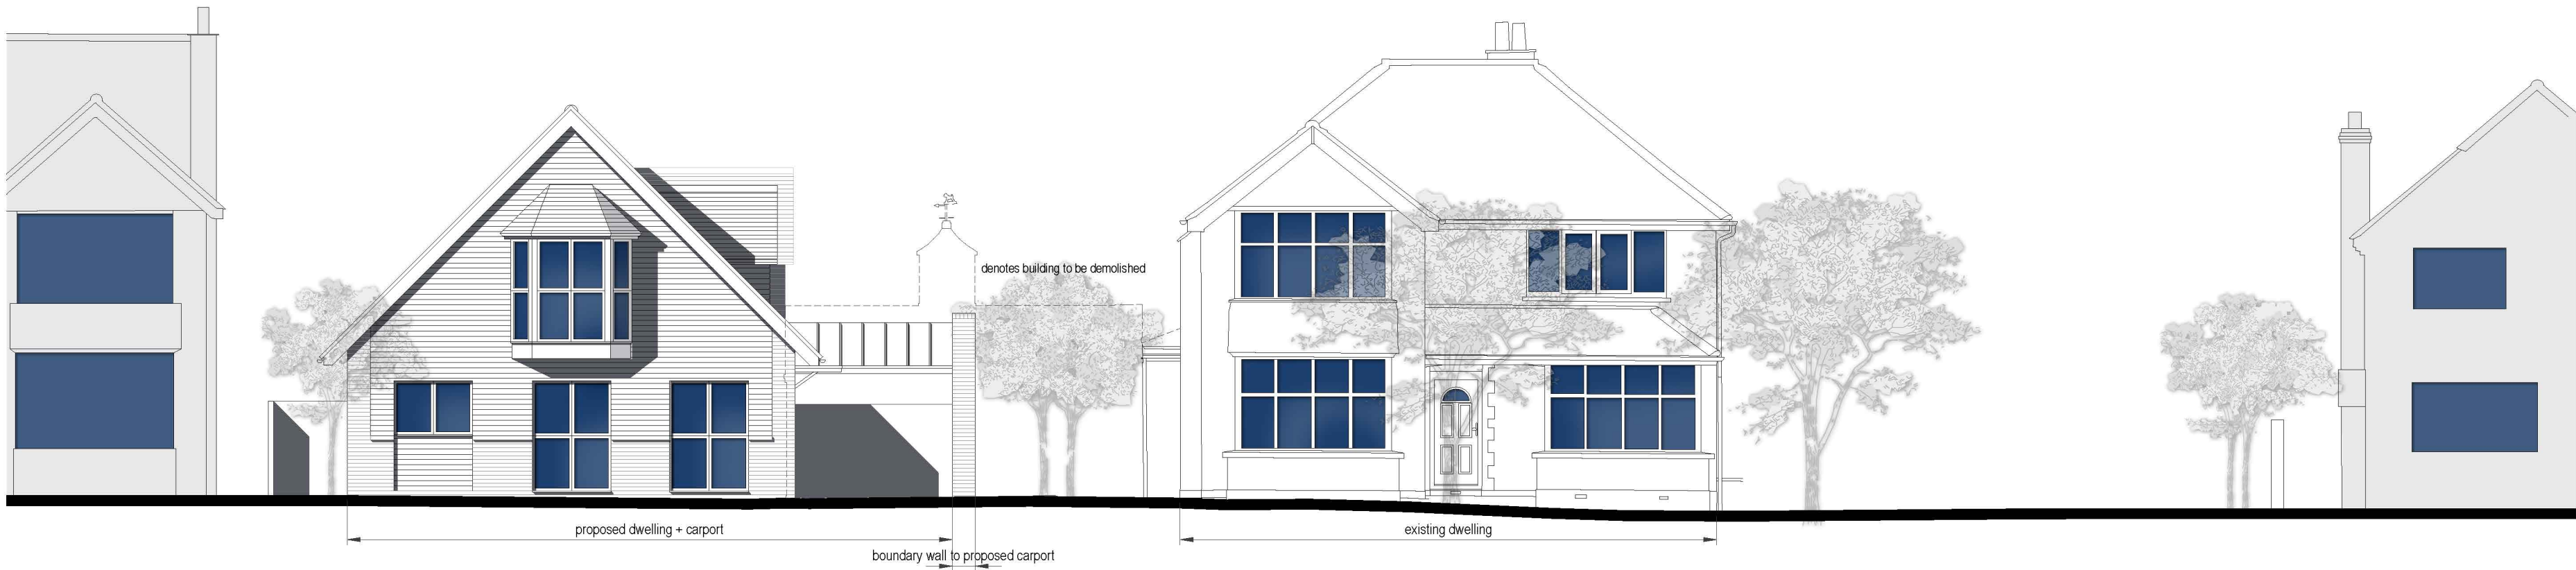 denotes building to be demolished
proposed dwelling + carport
existing dwelling
boundary wall to proposed carport